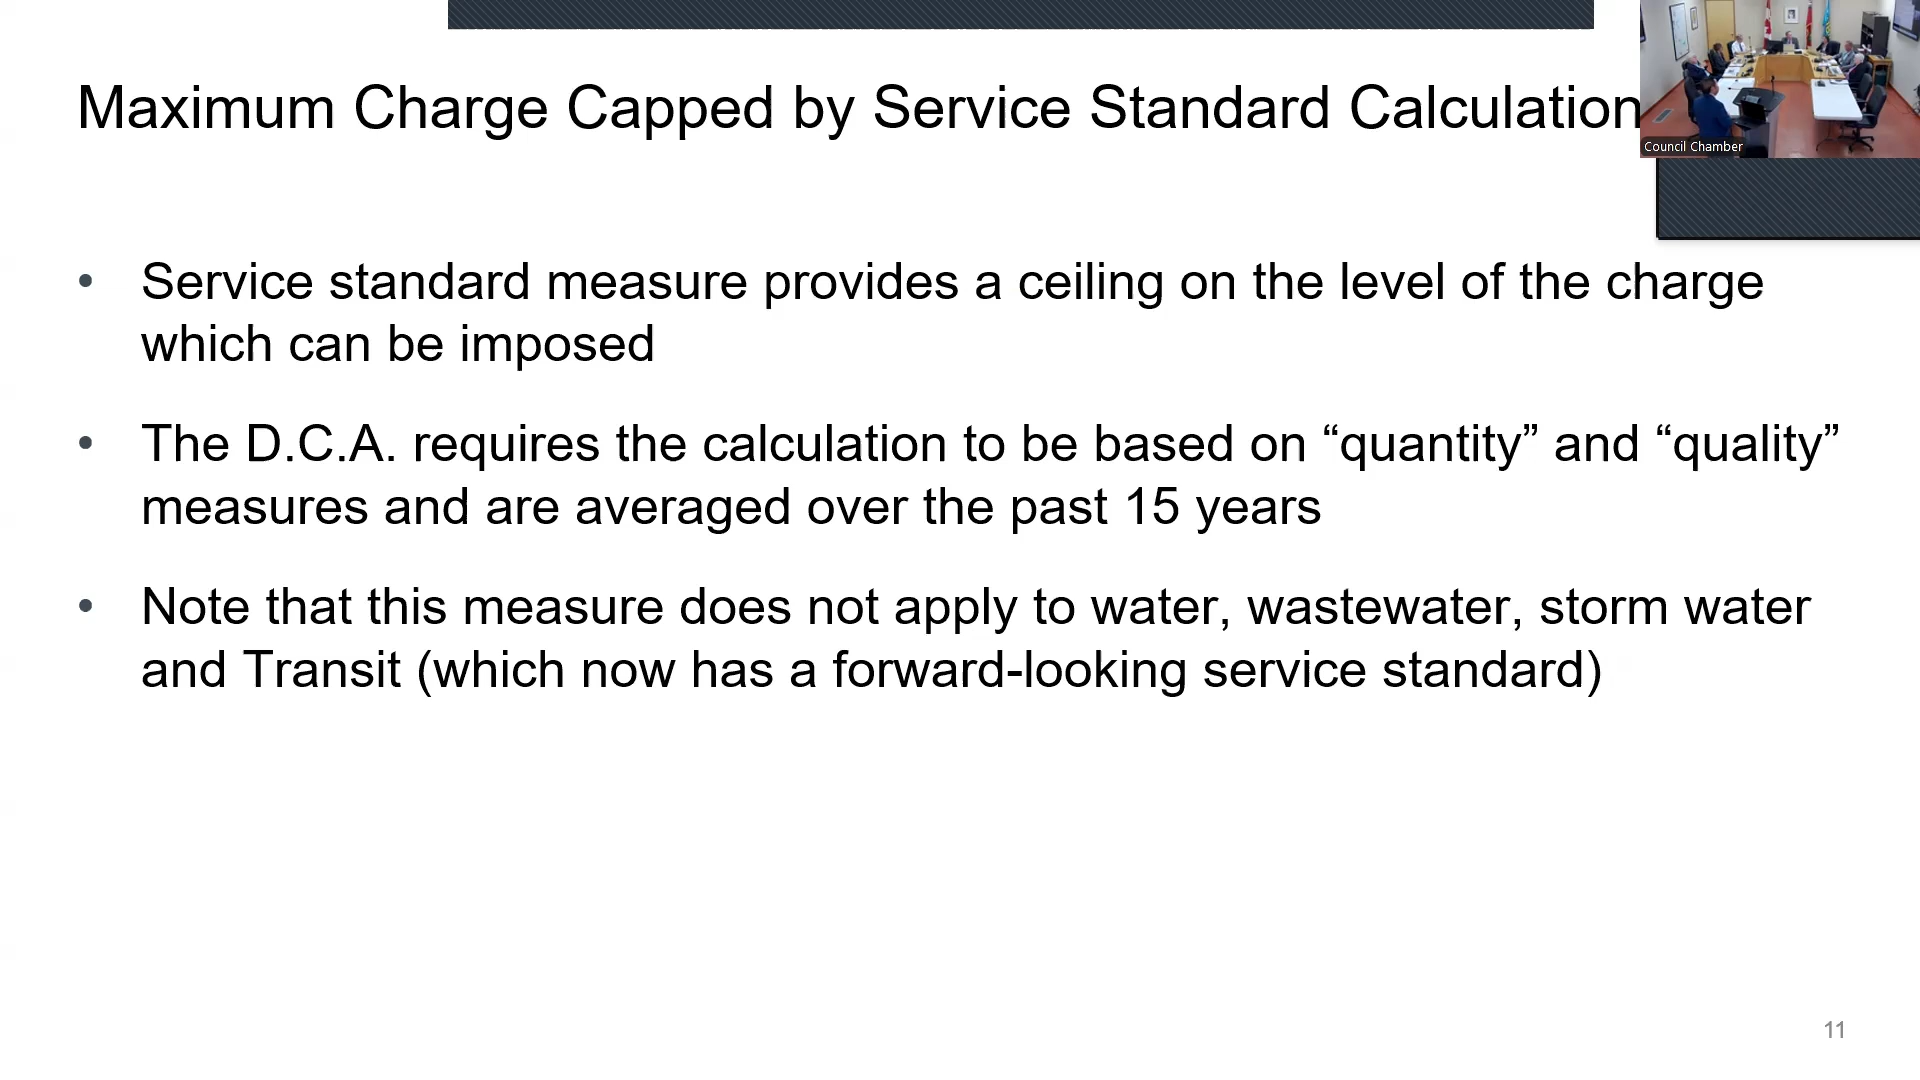 Maximum Charge Capped by Service Standard Calculation
Council Chamber
• Service standard measure provides a ceiling on the level of the charge
which can be imposed
• The D.C.A. requires the calculation to be based on “quantity” and “quality”
measures and are averaged over the past 15 years
• Note that this measure does not apply to water, wastewater, storm water
and Transit (which now has a forward-looking service standard)
11